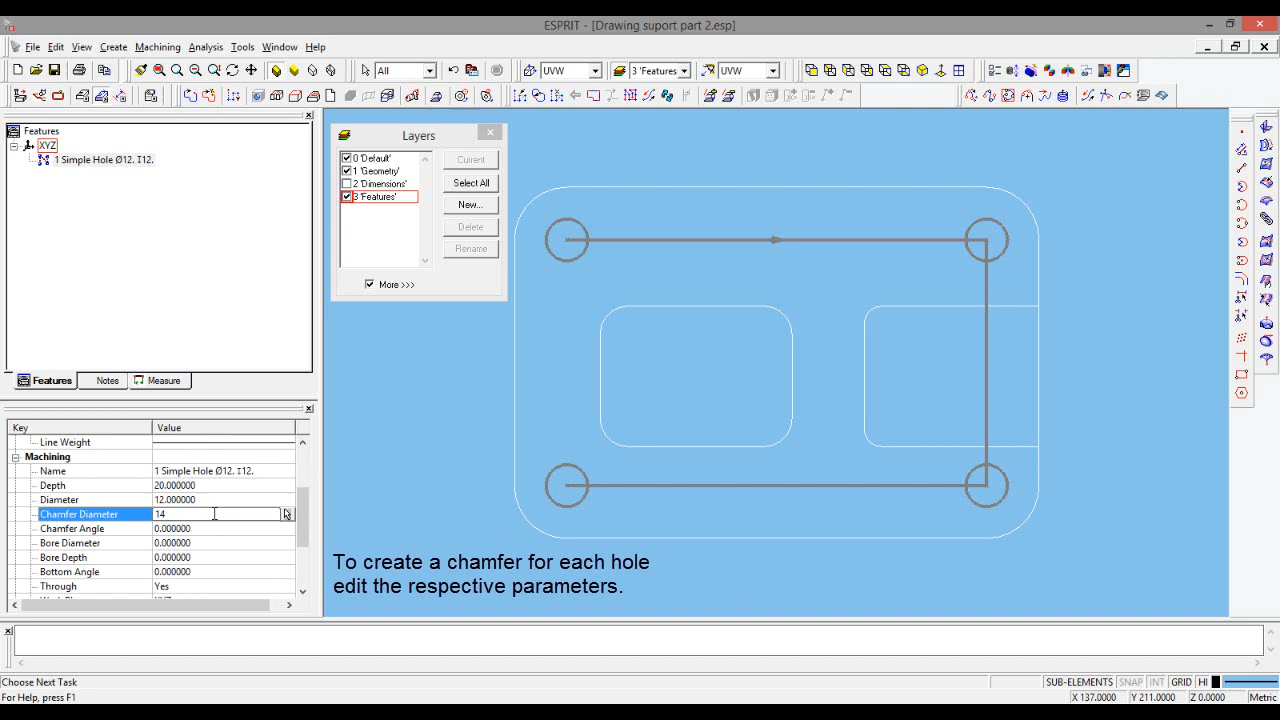 ESPRIT - [Drawing suport part 2.esp]
File Edit View Create Machining Analysis Tools Window Help
All
UVW
3 'Features'
UVW
Features
XYZ
1 Simple Hole Ø12. ↧12.
Layers
0 'Default'
1 'Geometry'
2 'Dimensions'
3 'Features'
Current
Select All
New...
Delete
Rename
More >>>
Features Notes Measure
Key Value
Line Weight
Machining
Name 1 Simple Hole Ø12. ↧12.
Depth 20.000000
Diameter 12.000000
Chamfer Diameter 14
Chamfer Angle 0.000000
Bore Diameter 0.000000
Bore Depth 0.000000
Bottom Angle 0.000000
Through Yes
To create a chamfer for each hole
edit the respective parameters.
Choose Next Task
SUB-ELEMENTS SNAP INT GRID HI
For Help, press F1
X 137.0000 Y 211.0000 Z 0.0000 Metric